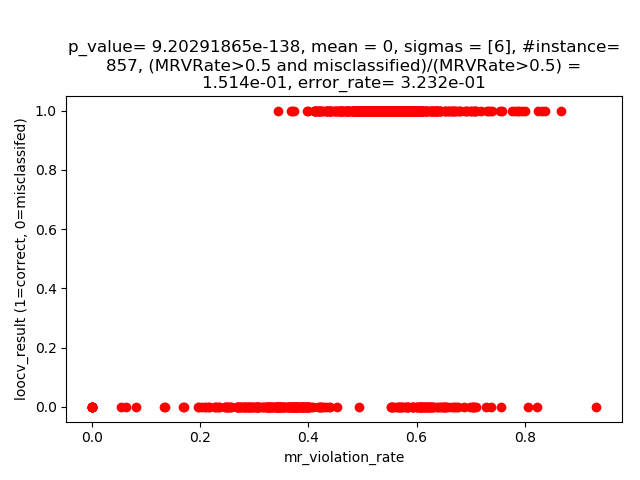 p_value= 9.20291865e-138, mean = 0, sigmas = [6], #instance=
857, (MRVRate>0.5 and misclassified)/(MRVRate>0.5) =
1.514e-01, error_rate= 3.232e-01
1.0
0.8
0.6
0.4
0.2
0.0
loocv_result (1=correct, 0=misclassifed)
0.0 0.2 0.4 0.6 0.8
mr_violation_rate